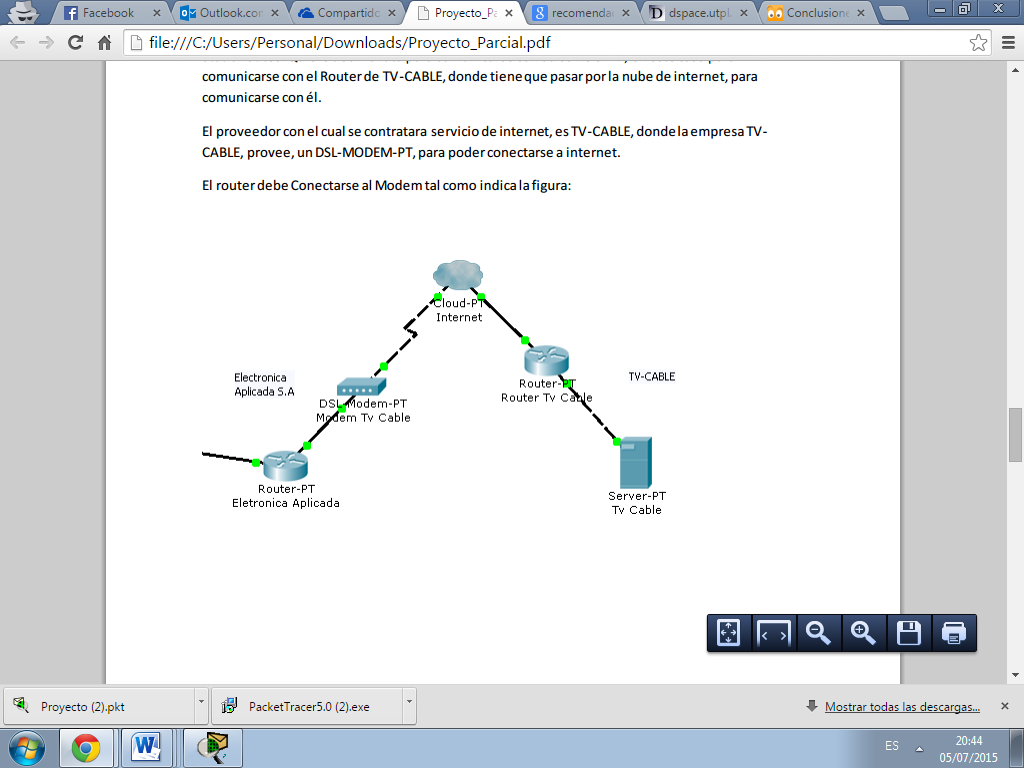 Facebook
Outlook.con
Compartido
Proyecto_Pa
recomenda
dspace.utpl
Conclusione
file:///C:/Users/Personal/Downloads/Proyecto_Parcial.pdf
comunicarse con el Router de TV-CABLE, donde tiene que pasar por la nube de internet, para
comunicarse con él.
El proveedor con el cual se contratara servicio de internet, es TV-CABLE, donde la empresa TV-
CABLE, provee, un DSL-MODEM-PT, para poder conectarse a internet.
El router debe Conectarse al Modem tal como indica la figura:
Cloud-PT
Internet
Electronica
Aplicada S.A
DSL-Modem-PT
Modem Tv Cable
Router-PT
Router Tv Cable
TV-CABLE
Router-PT
Eletronica Aplicada
Server-PT
Tv Cable
Proyecto (2).pkt
PacketTracer5.0 (2).exe
Mostrar todas las descargas...
ES
20:44
05/07/2015